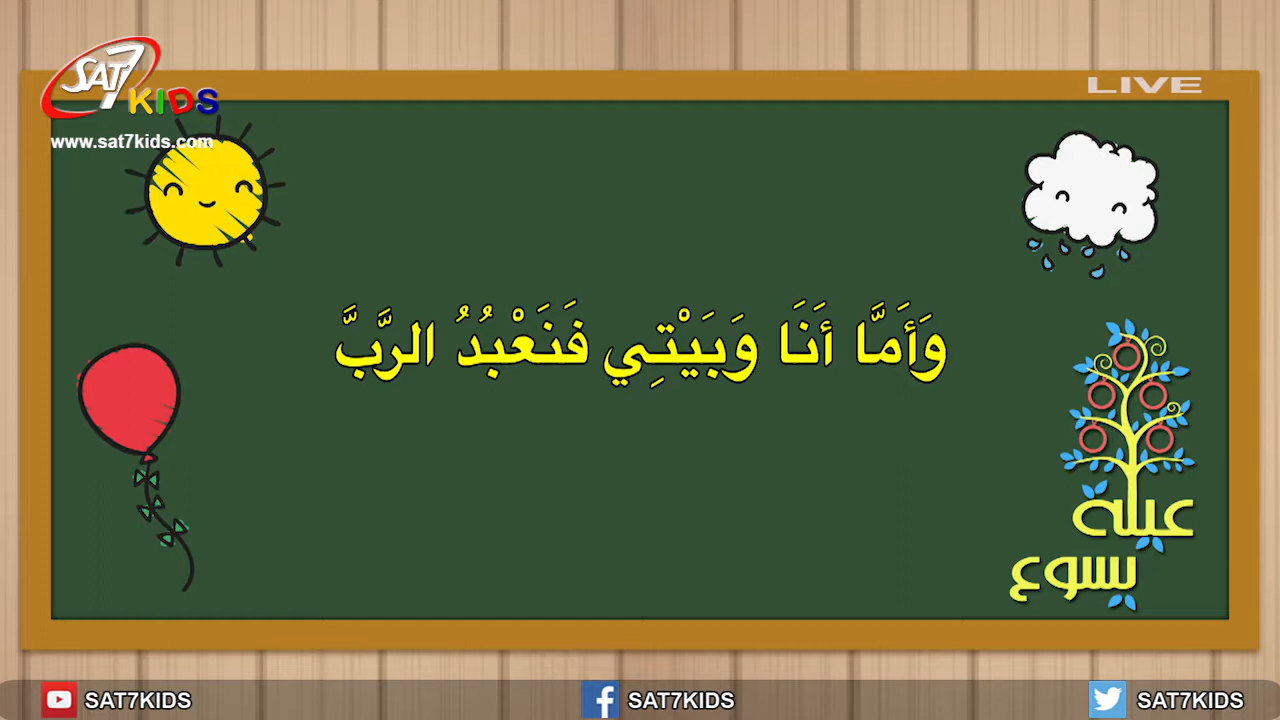 SAT7
KIDS
www.sat7kids.com
LIVE
وَأَمَّا أَنَا وَبَيْتِي فَنَعْبُدُ الرَّبَّ
عيلة
يسوع
SAT7KIDS
SAT7KIDS
SAT7KIDS